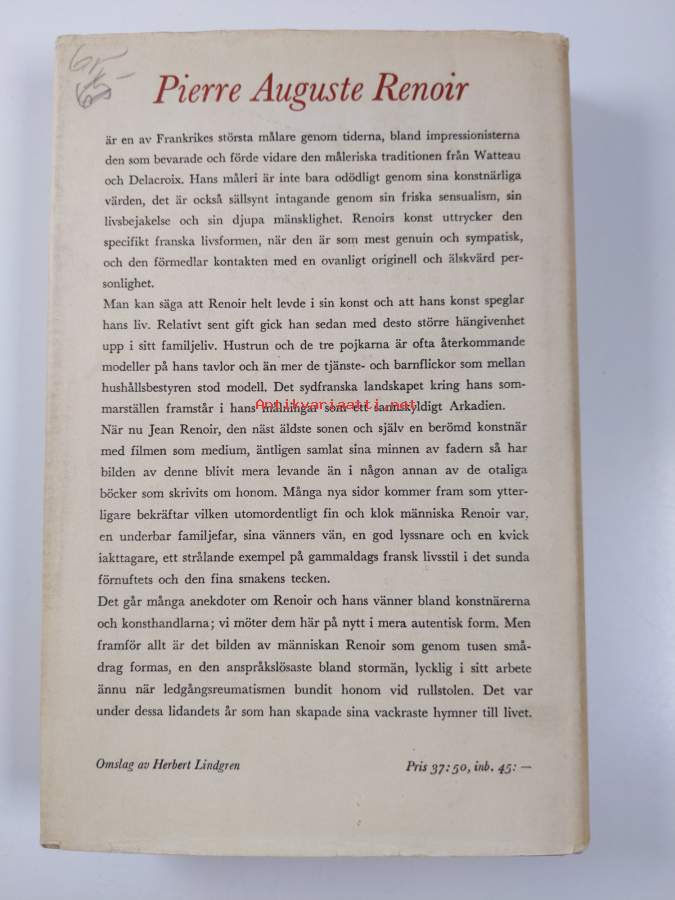 6,-
65-
Pierre Auguste Renoir
är en av Frankrikes största målare genom tiderna, bland impressionisterna
den som bevarade och förde vidare den måleriska traditionen från Watteau
och Delacroix. Hans måleri är inte bara odödligt genom sina konstnärliga
värden, det är också sällsynt intagande genom sin friska sensualism, sin
livsbejakelse och sin djupa mänsklighet. Renoirs konst uttrycker den
specifikt franska livsformen, när den är som mest genuin och sympatisk,
och den förmedlar kontakten med en ovanligt originell och älskvärd per-
sonlighet.
Man kan säga att Renoir helt levde i sin konst och att hans konst speglar
hans liv. Relativt sent gift gick han sedan med desto större hängivenhet
upp i sitt familjeliv. Hustrun och de tre pojkarna är ofta återkommande
modeller på hans tavlor och än mer de tjänste- och barnflickor som mellan
hushållsbestyren stod modell. Det sydfranska landskapet kring hans som-
marställen framstår i hans målningar som ett sannskyldigt Arkadien.
Antikvariaatti.net
När nu Jean Renoir, den näst äldste sonen och själv en berömd konstnär
med filmen som medium, äntligen samlat sina minnen av fadern så har
bilden av denne blivit mera levande än i någon annan av de otaliga
böcker som skrivits om honom. Många nya sidor kommer fram som ytter-
ligare bekräftar vilken utomordentligt fin och klok människa Renoir var,
en underbar familjefar, sina vänners vän, en god lyssnare och en kvick
iakttagare, ett strålande exempel på gammaldags fransk livsstil i det sunda
förnuftets och den fina smakens tecken.
Det går många anekdoter om Renoir och hans vänner bland konstnärerna
och konsthandlarna; vi möter dem här på nytt i mera autentisk form. Men
framför allt är det bilden av människan Renoir som genom tusen små-
drag formas, en den anspråkslösaste bland stormän, lycklig i sitt arbete
ännu när ledgångsreumatismen bundit honom vid rullstolen. Det var
under dessa lidandets år som han skapade sina vackraste hymner till livet.
Omslag av Herbert Lindgren
Pris 37:50, inb. 45: —